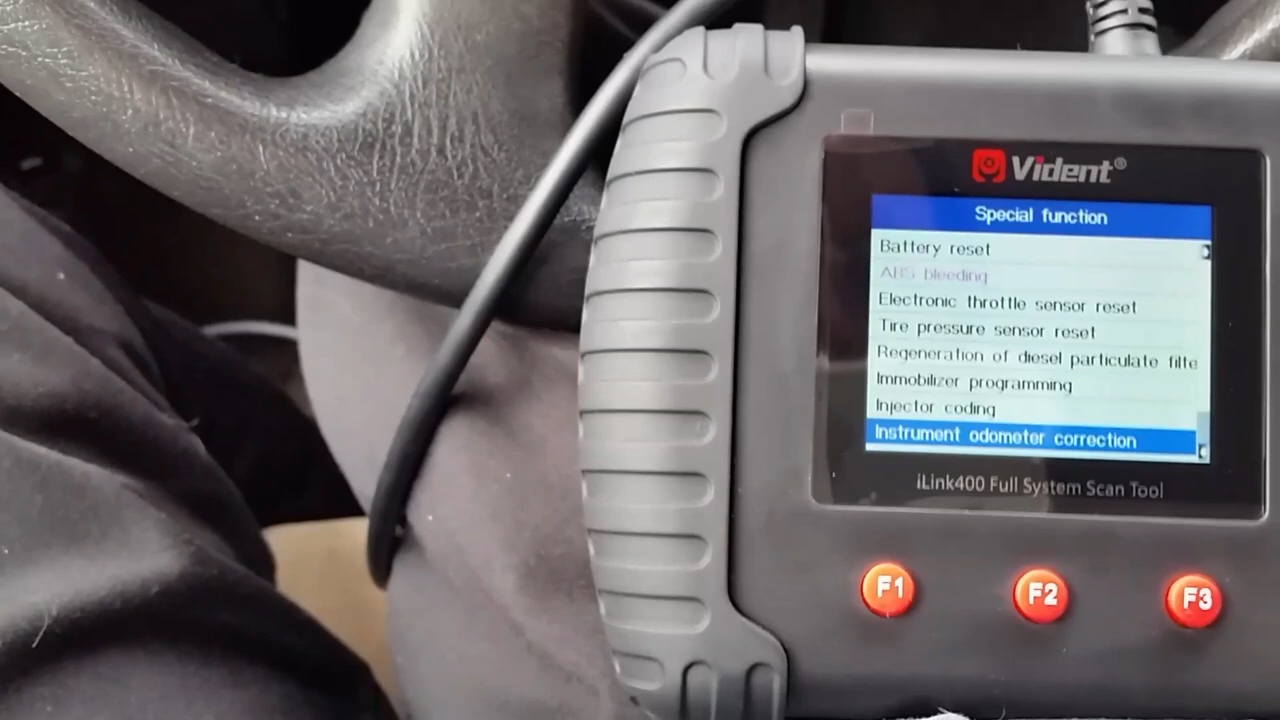 Vident®
Special function
Battery reset
ABS bleeding
Electronic throttle sensor reset
Tire pressure sensor reset
Regeneration of diesel particulate filte
Immobilizer programming
Injector coding
Instrument odometer correction
iLink400 Full System Scan Tool
F1 F2 F3